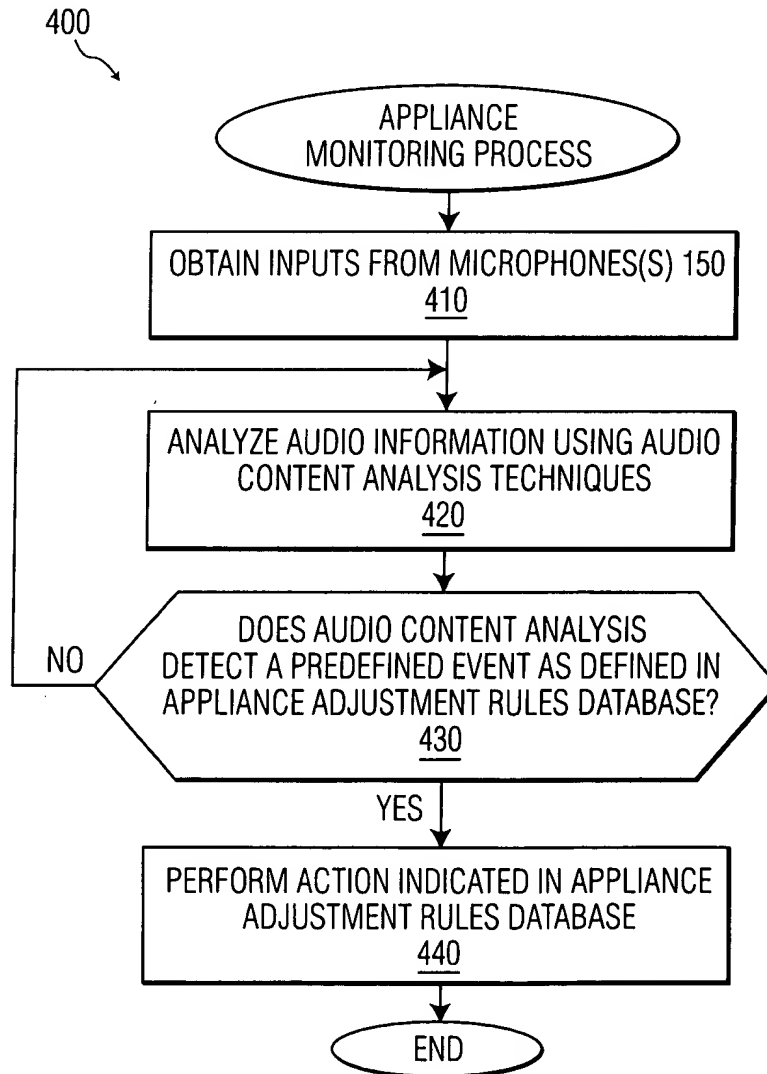 400
APPLIANCE
MONITORING PROCESS
OBTAIN INPUTS FROM MICROPHONES(S) 150
410
ANALYZE AUDIO INFORMATION USING AUDIO
CONTENT ANALYSIS TECHNIQUES
420
DOES AUDIO CONTENT ANALYSIS
DETECT A PREDEFINED EVENT AS DEFINED IN
APPLIANCE ADJUSTMENT RULES DATABASE?
430
NO
YES
PERFORM ACTION INDICATED IN APPLIANCE
ADJUSTMENT RULES DATABASE
440
END